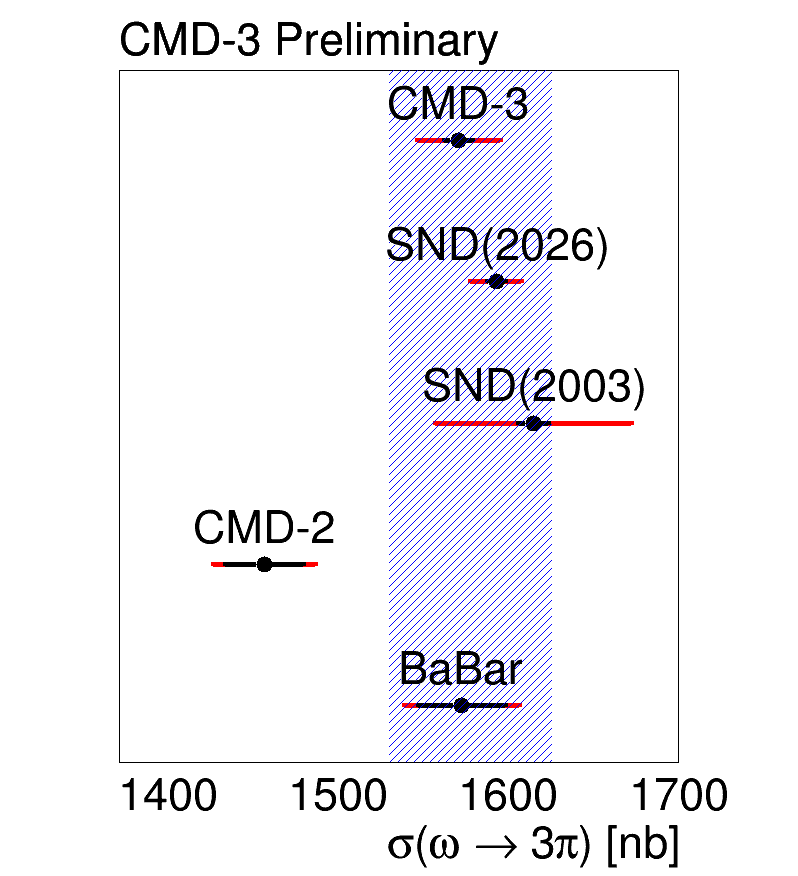 CMD-3 Preliminary
CMD-3
SND(2026)
SND(2003)
CMD-2
BaBar
1400 1500 1600 1700
σ(ω → 3π) [nb]